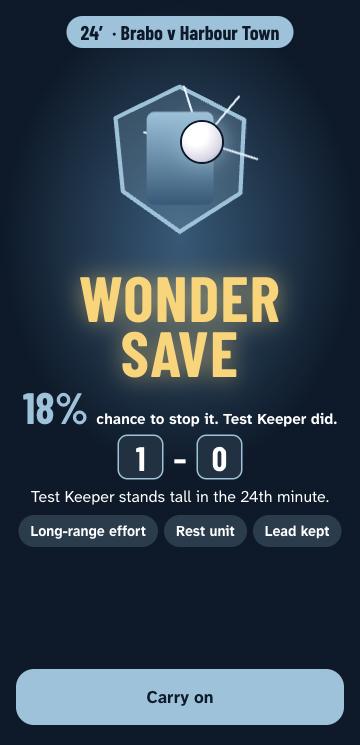 24′ · Brabo v Harbour Town
WONDER
SAVE
18% chance to stop it. Test Keeper did.
1 – 0
Test Keeper stands tall in the 24th minute.
Long-range effort Rest unit Lead kept
Carry on